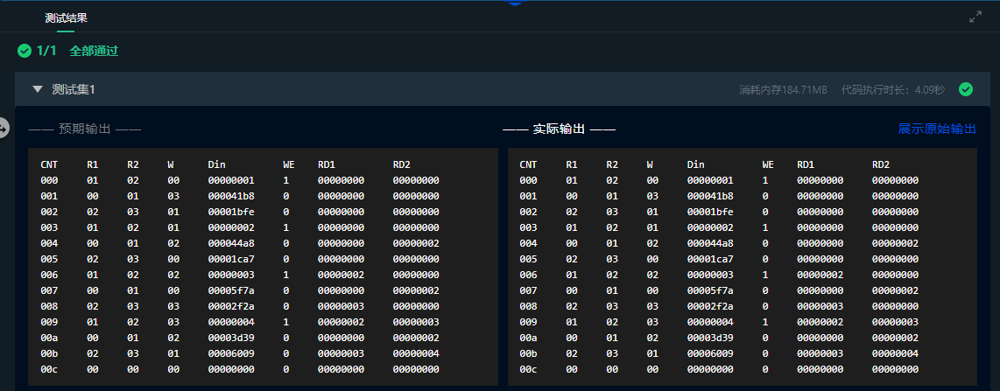 测试结果
1/1 全部通过
测试集1 消耗内存184.71MB 代码执行时长：4.09秒
—— 预期输出 —— —— 实际输出 —— 展示原始输出
CNT R1 R2 W Din WE RD1 RD2 CNT R1 R2 W Din WE RD1 RD2
000 01 02 00 00000001 1 00000000 00000000 000 01 02 00 00000001 1 00000000 00000000
001 00 01 03 000041b8 0 00000000 00000000 001 00 01 03 000041b8 0 00000000 00000000
002 02 03 01 00001bfe 0 00000000 00000000 002 02 03 01 00001bfe 0 00000000 00000000
003 01 02 01 00000002 1 00000000 00000000 003 01 02 01 00000002 1 00000000 00000000
004 00 01 02 000044a8 0 00000000 00000002 004 00 01 02 000044a8 0 00000000 00000002
005 02 03 00 00001ca7 0 00000000 00000000 005 02 03 00 00001ca7 0 00000000 00000000
006 01 02 02 00000003 1 00000002 00000000 006 01 02 02 00000003 1 00000002 00000000
007 00 01 00 00005f7a 0 00000000 00000002 007 00 01 00 00005f7a 0 00000000 00000002
008 02 03 03 00002f2a 0 00000003 00000000 008 02 03 03 00002f2a 0 00000003 00000000
009 01 02 03 00000004 1 00000002 00000003 009 01 02 03 00000004 1 00000002 00000003
00a 00 01 02 00003d39 0 00000000 00000002 00a 00 01 02 00003d39 0 00000000 00000002
00b 02 03 01 00006009 0 00000003 00000004 00b 02 03 01 00006009 0 00000003 00000004
00c 00 00 00 00000000 0 00000000 00000000 00c 00 00 00 00000000 0 00000000 00000000